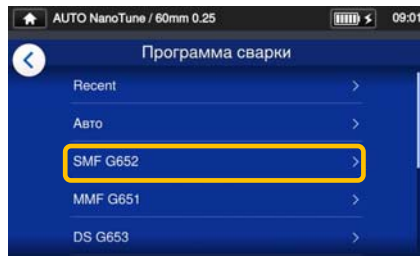 AUTO NanoTune / 60mm 0.25 09:01
Программа сварки
Recent
Авто
SMF G652
MMF G651
DS G653